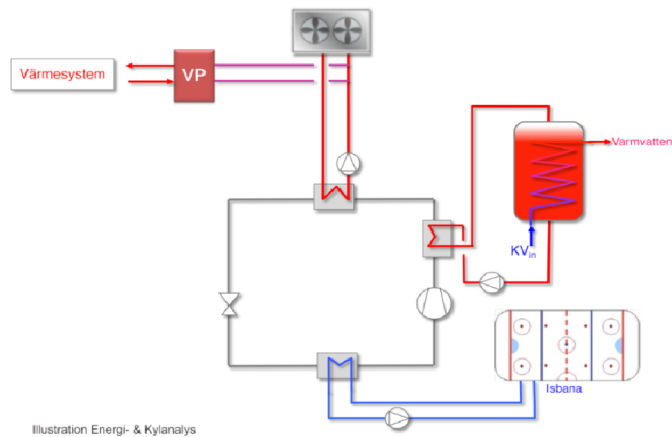 VP
Värmesystem
Varmvatten
KVin
Isbana
Illustration Energi- & Kylanalys